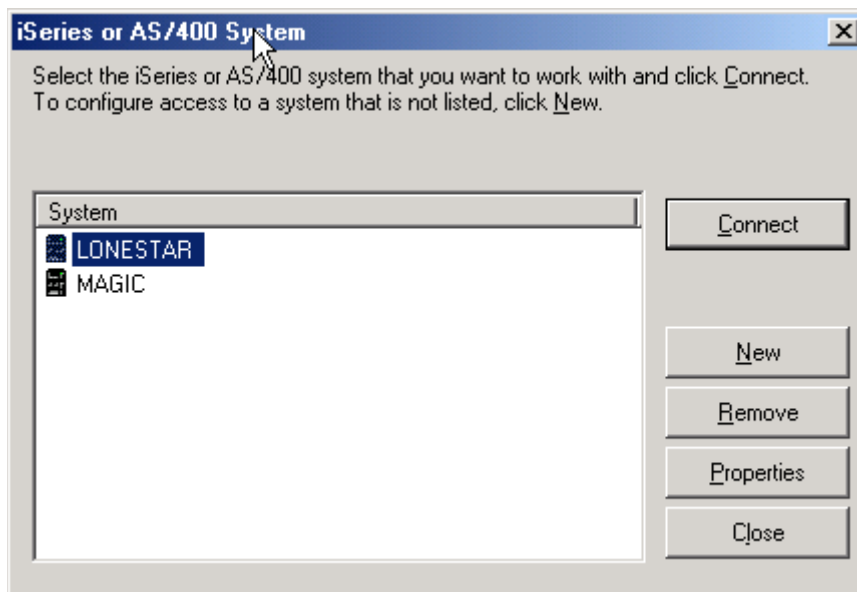 iSeries or AS/400 System
Select the iSeries or AS/400 system that you want to work with and click Connect.
To configure access to a system that is not listed, click New.
System
LONESTAR
MAGIC
Connect
New
Remove
Properties
Close